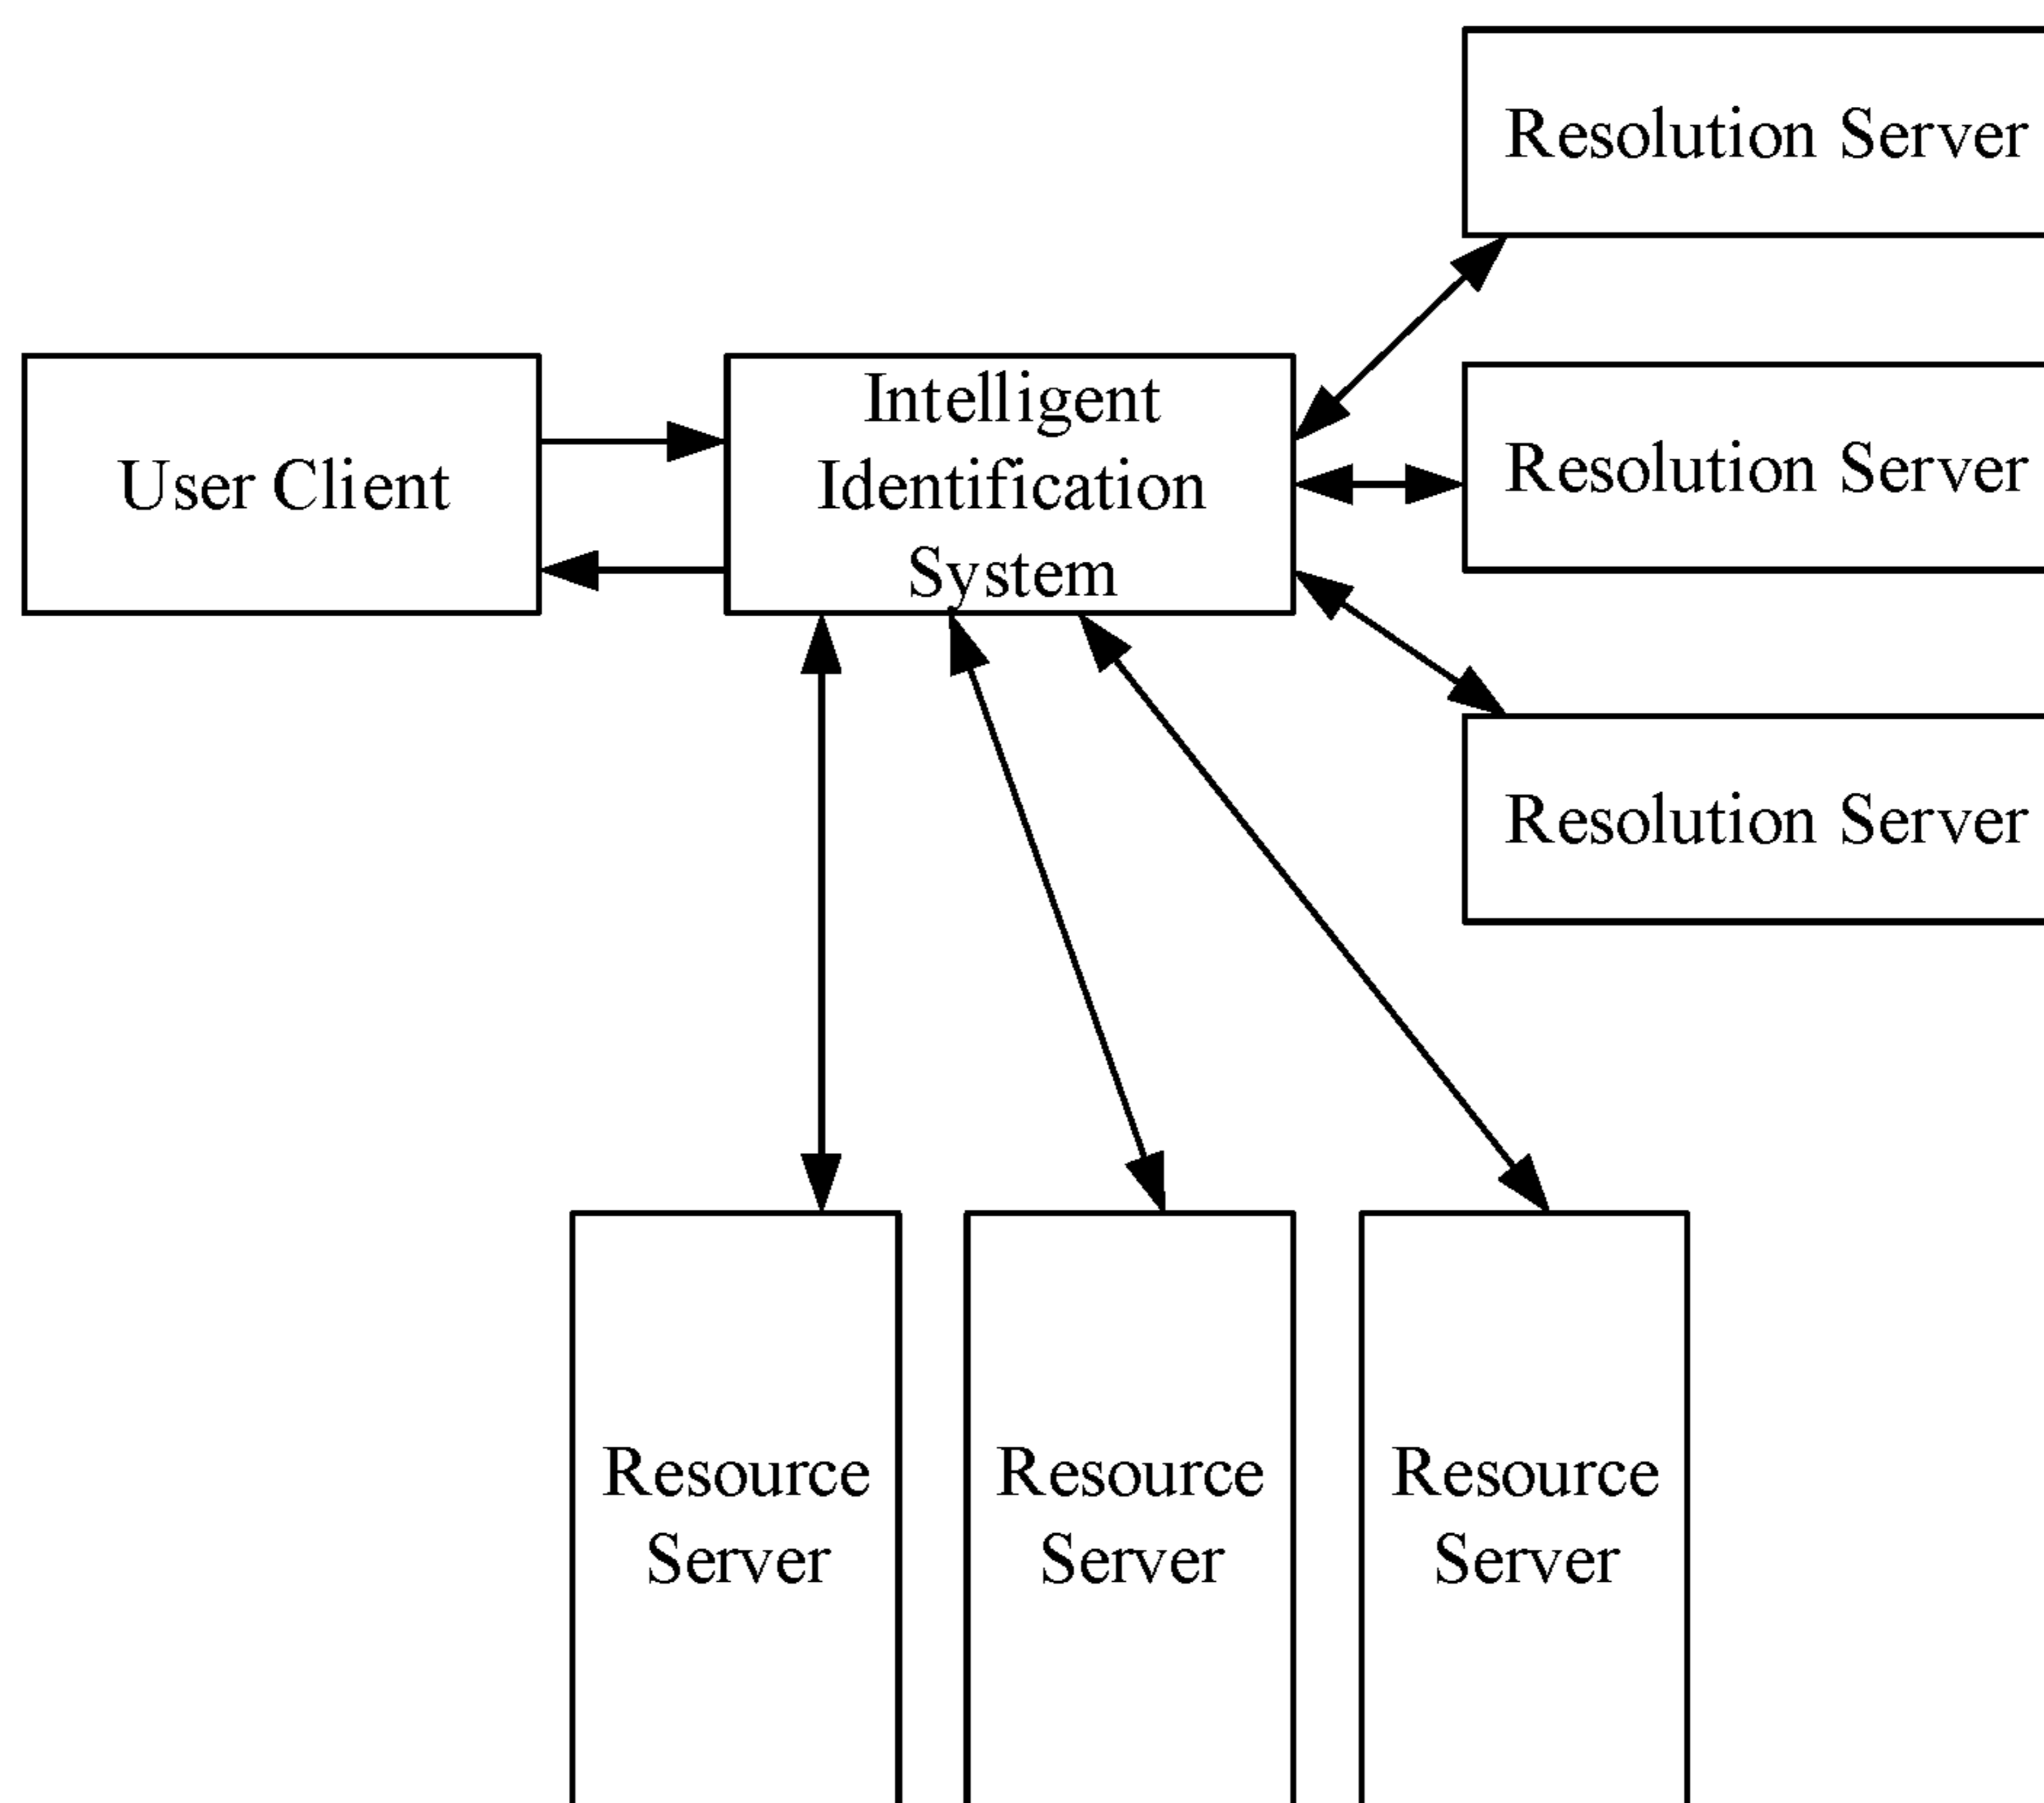 Resolution Server
User Client
Intelligent
Identification
System
Resolution Server
Resolution Server
Resource
Server
Resource
Server
Resource
Server